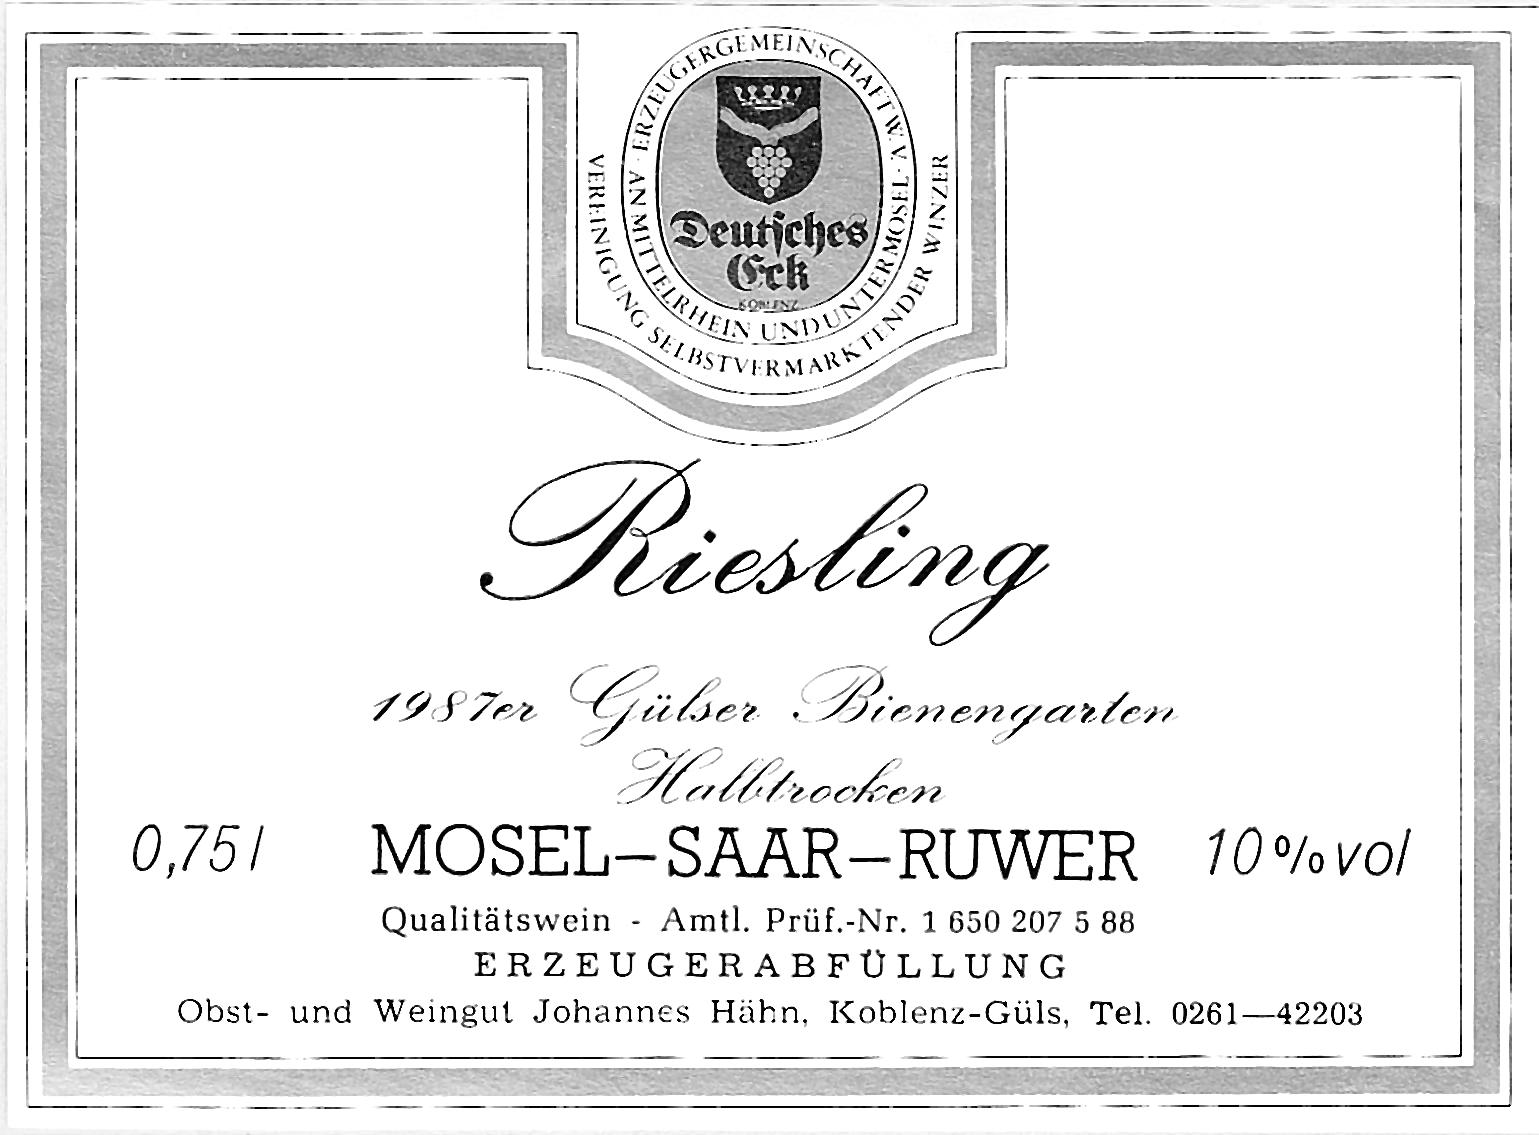 ERZEUGERGEMEINSCHAFT W.V.
AN MITTELRHEIN UND UNTERMOSEL
VEREINIGUNG SELBSTVERMARKTENDER WINZER
Deutsches
Eck
KOBLENZ
Riesling
1987er Gülser Bienengarten
Halbtrocken
0,75 l MOSEL–SAAR–RUWER 10 % vol
Qualitätswein - Amtl. Prüf.-Nr. 1 650 207 5 88
ERZEUGERABFÜLLUNG
Obst- und Weingut Johannes Hähn, Koblenz-Güls, Tel. 0261—42203